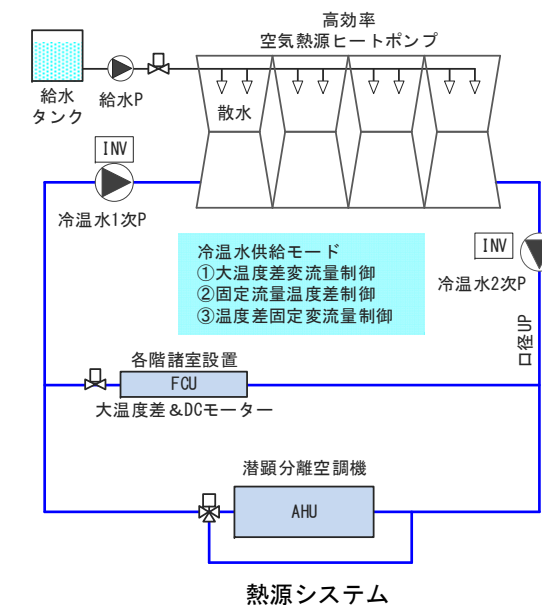 高効率
空気熱源ヒートポンプ
給水
タンク
給水P
散水
INV
冷温水1次P
冷温水供給モード
①大温度差変流量制御
②固定流量温度差制御
③温度差固定変流量制御
INV
冷温水2次P
口径UP
各階諸室設置
FCU
大温度差&DCモーター
潜顕分離空調機
AHU
熱源システム